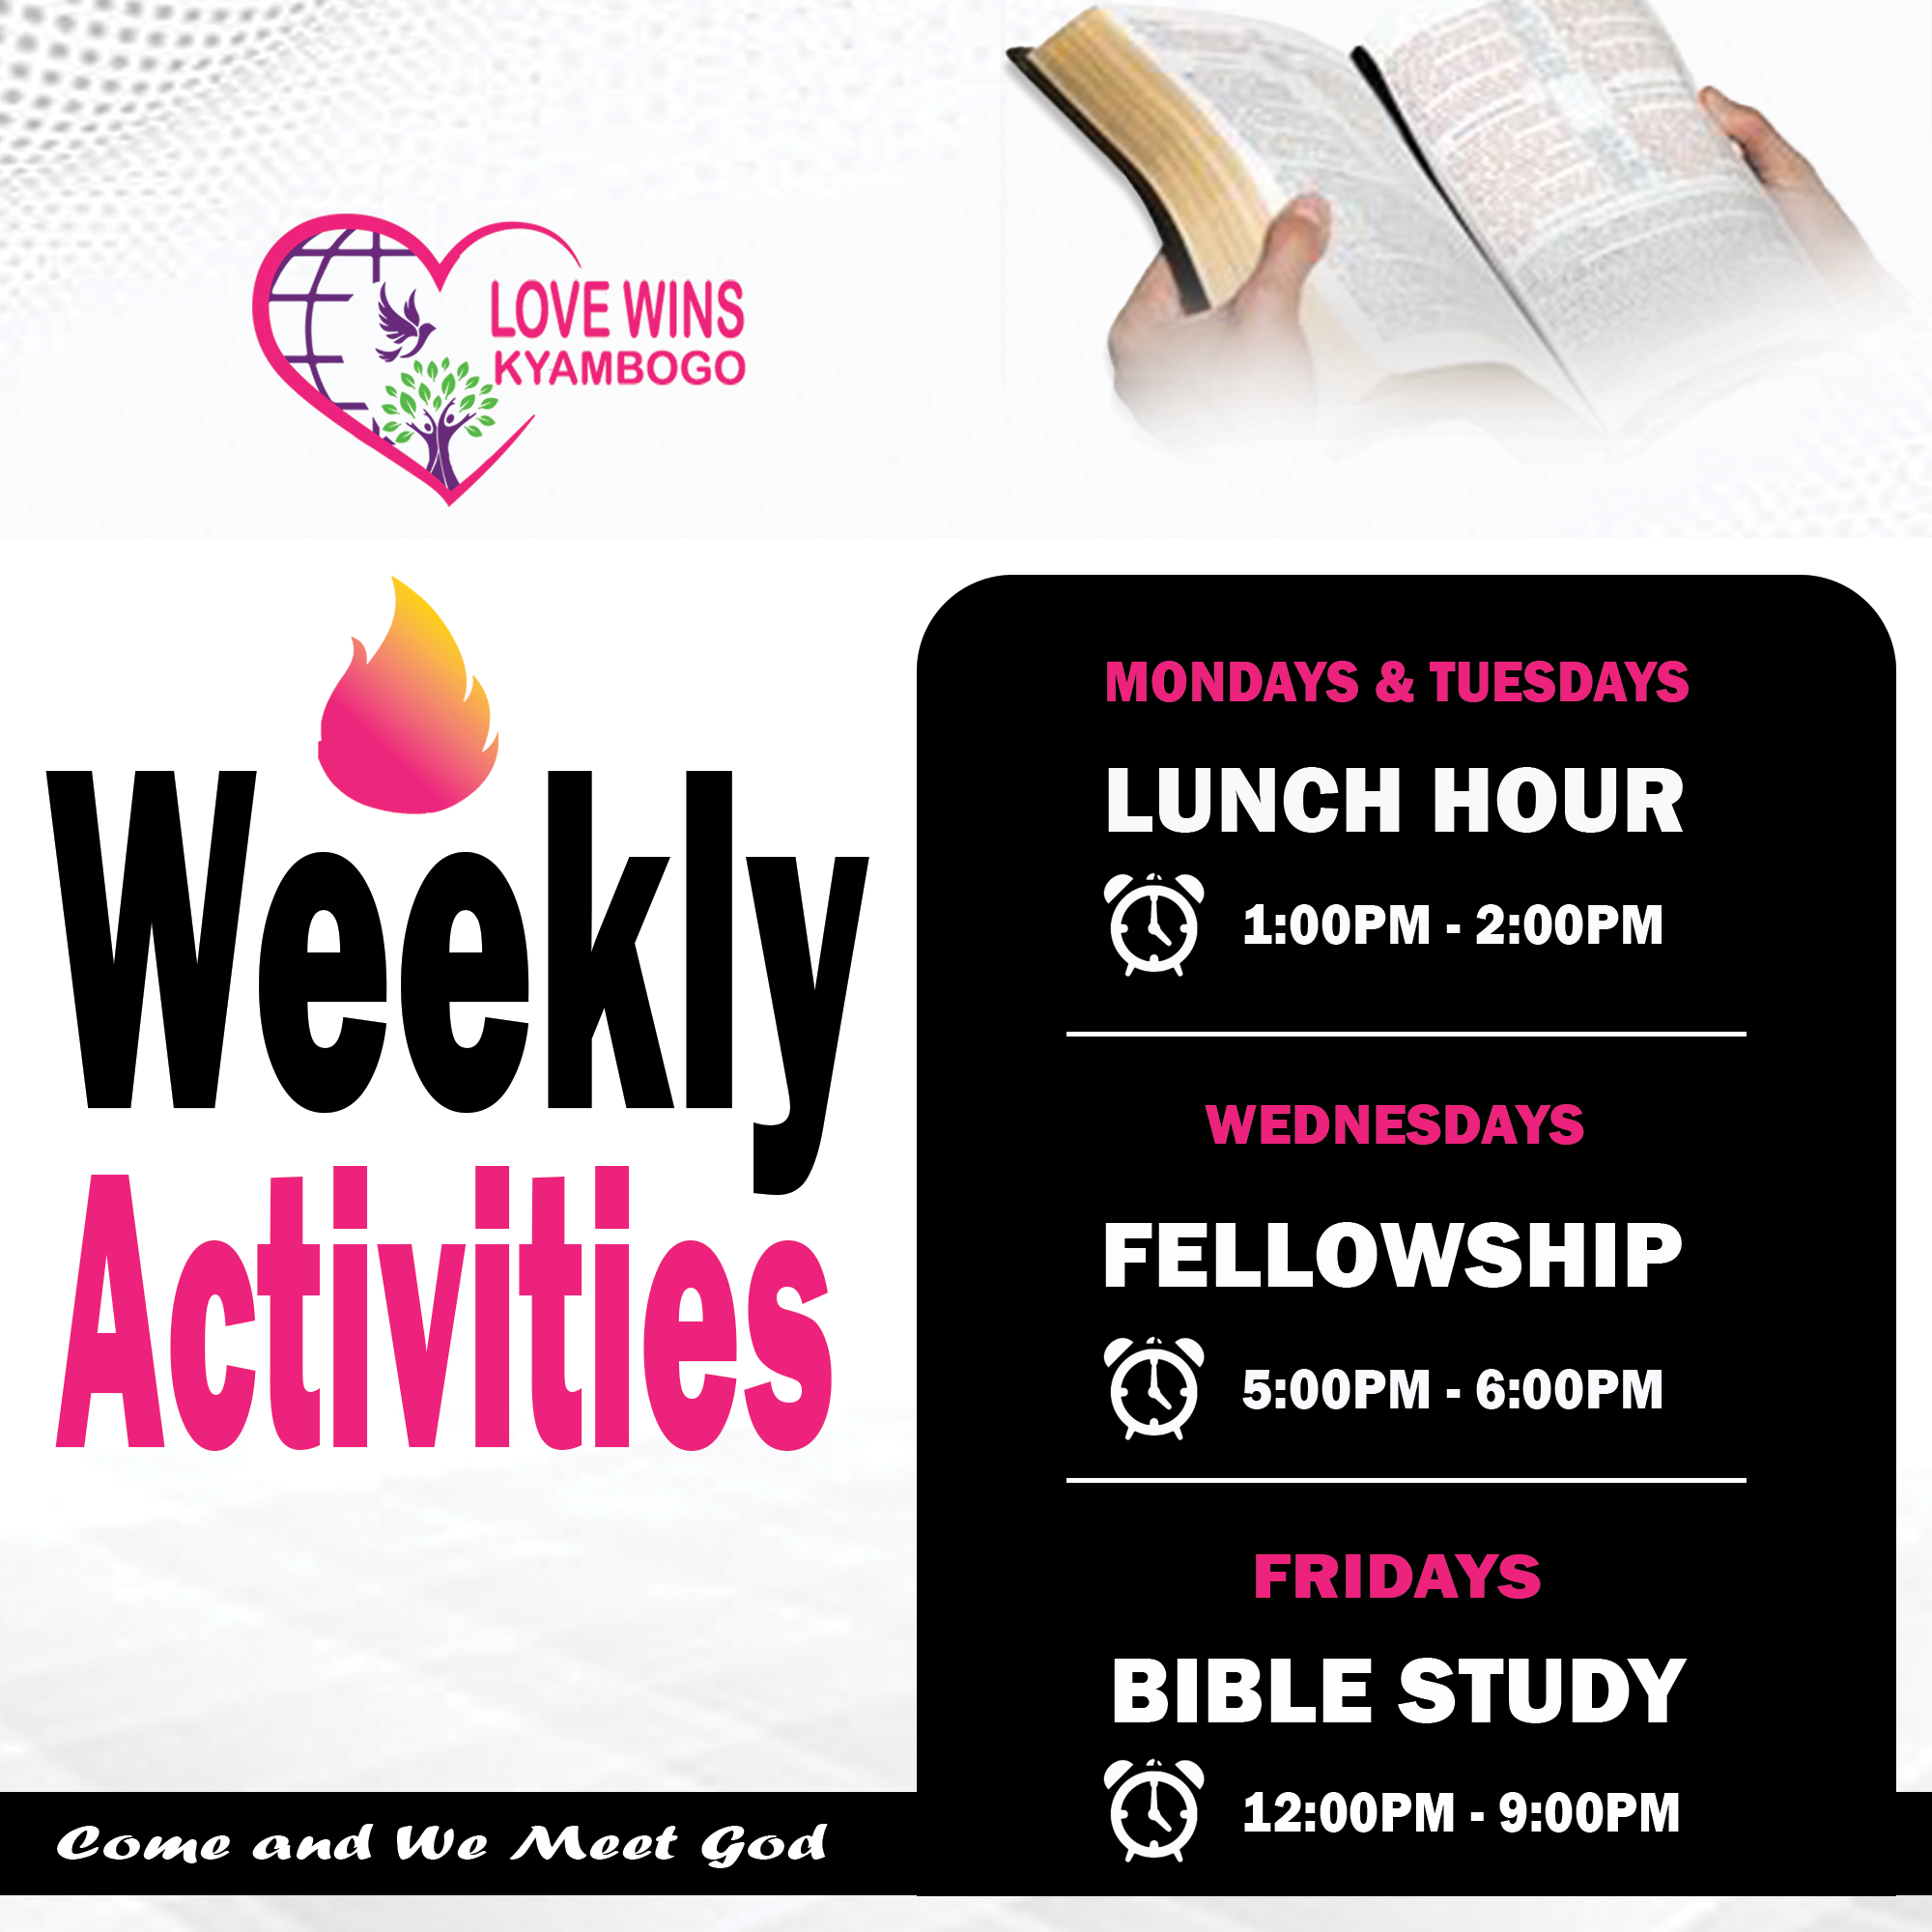 LOVE WINS
KYAMBOGO
Weekly
Activities
MONDAYS & TUESDAYS
LUNCH HOUR
1:00PM - 2:00PM
WEDNESDAYS
FELLOWSHIP
5:00PM - 6:00PM
FRIDAYS
BIBLE STUDY
12:00PM - 9:00PM
Come and We Meet God